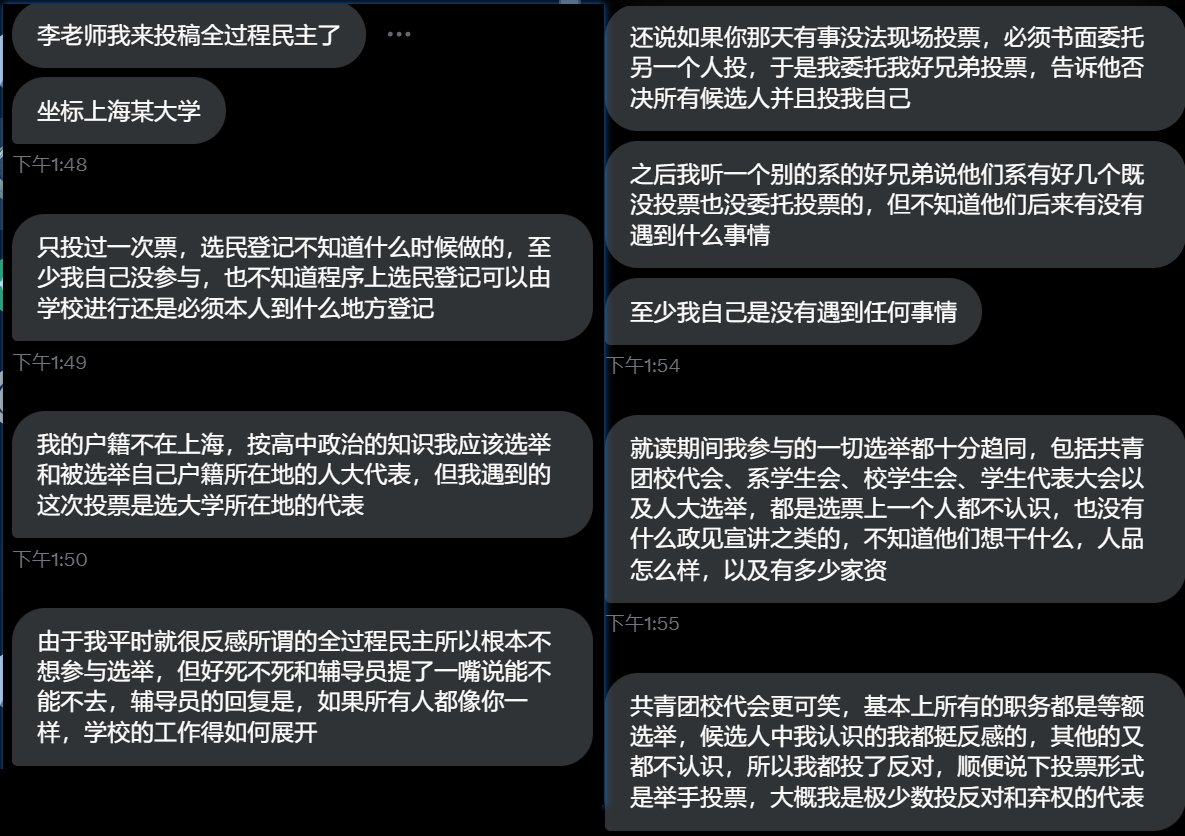 李老师我来投稿全过程民主了
坐标上海某大学
下午1:48
只投过一次票，选民登记不知道什么时候做的，至
少我自己没参与，也不知道程序上选民登记可以由
学校进行还是必须本人到什么地方登记
下午1:49
我的户籍不在上海，按高中政治的知识我应该选举
和被选举自己户籍所在地的人大代表，但我遇到的
这次投票是选大学所在地的代表
下午1:50
由于我平时就很反感所谓的全过程民主所以根本不
想参与选举，但好死不死和辅导员提了一嘴说能不
能不去，辅导员的回复是，如果所有人都像你一
样，学校的工作得如何展开
还说如果你那天有事没法现场投票，必须书面委托
另一个人投，于是我委托我好兄弟投票，告诉他否
决所有候选人并且投我自己
之后我听一个别的系的好兄弟说他们系有好几个既
没投票也没委托投票的，但不知道他们后来有没有
遇到什么事情
至少我自己是没有遇到任何事情
下午1:54
就读期间我参与的一切选举都十分趋同，包括共青
团校代会、系学生会、校学生会、学生代表大会以
及人大选举，都是选票上一个人都不认识，也没有
什么政见宣讲之类的，不知道他们想干什么，人品
怎么样，以及有多少家资
下午1:55
共青团校代会更可笑，基本上所有的职务都是等额
选举，候选人中我认识的我都挺反感的，其他的又
都不认识，所以我都投了反对，顺便说下投票形式
是举手投票，大概我是极少数投反对和弃权的代表